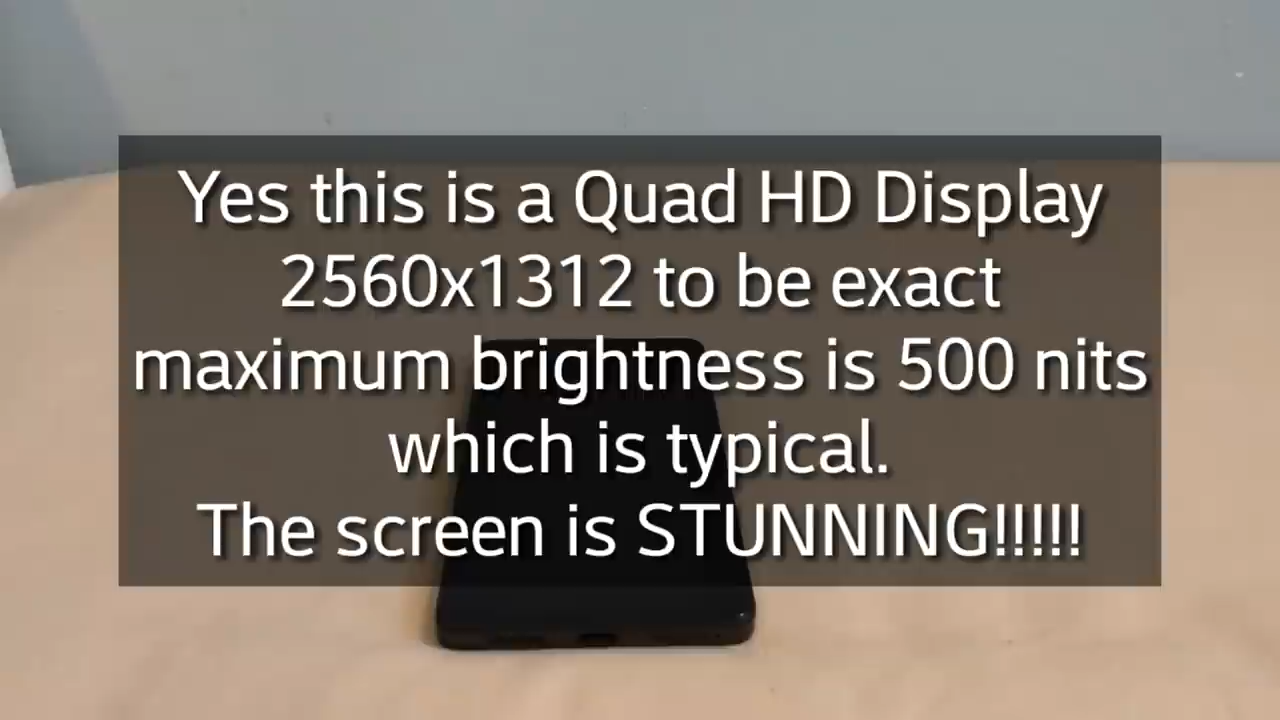 Yes this is a Quad HD Display
2560x1312 to be exact
maximum brightness is 500 nits
which is typical.
The screen is STUNNING!!!!!